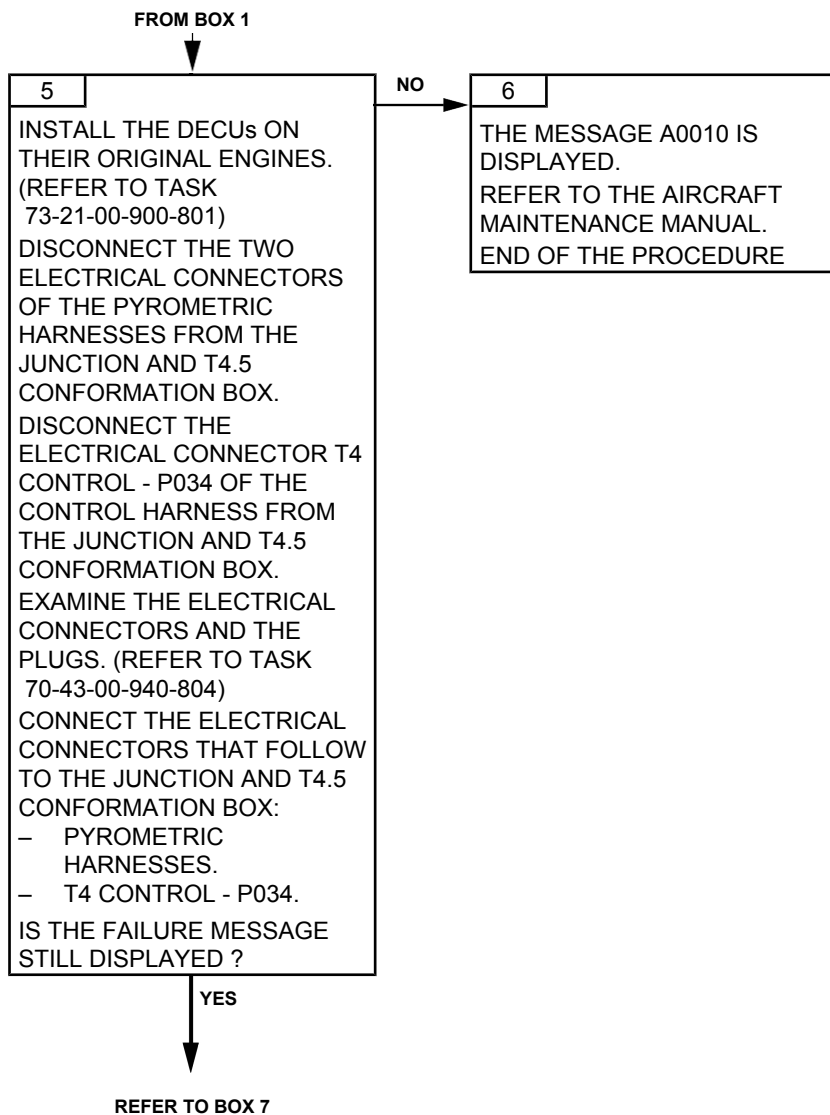 FROM BOX 1
5
INSTALL THE DECUs ON
THEIR ORIGINAL ENGINES.
(REFER TO TASK
73-21-00-900-801)
DISCONNECT THE TWO
ELECTRICAL CONNECTORS
OF THE PYROMETRIC
HARNESSES FROM THE
JUNCTION AND T4.5
CONFORMATION BOX.
DISCONNECT THE
ELECTRICAL CONNECTOR T4
CONTROL - P034 OF THE
CONTROL HARNESS FROM
THE JUNCTION AND T4.5
CONFORMATION BOX.
EXAMINE THE ELECTRICAL
CONNECTORS AND THE
PLUGS. (REFER TO TASK
70-43-00-940-804)
CONNECT THE ELECTRICAL
CONNECTORS THAT FOLLOW
TO THE JUNCTION AND T4.5
CONFORMATION BOX:
– PYROMETRIC
HARNESSES.
– T4 CONTROL - P034.
IS THE FAILURE MESSAGE
STILL DISPLAYED ?
NO
6
THE MESSAGE A0010 IS
DISPLAYED.
REFER TO THE AIRCRAFT
MAINTENANCE MANUAL.
END OF THE PROCEDURE
YES
REFER TO BOX 7